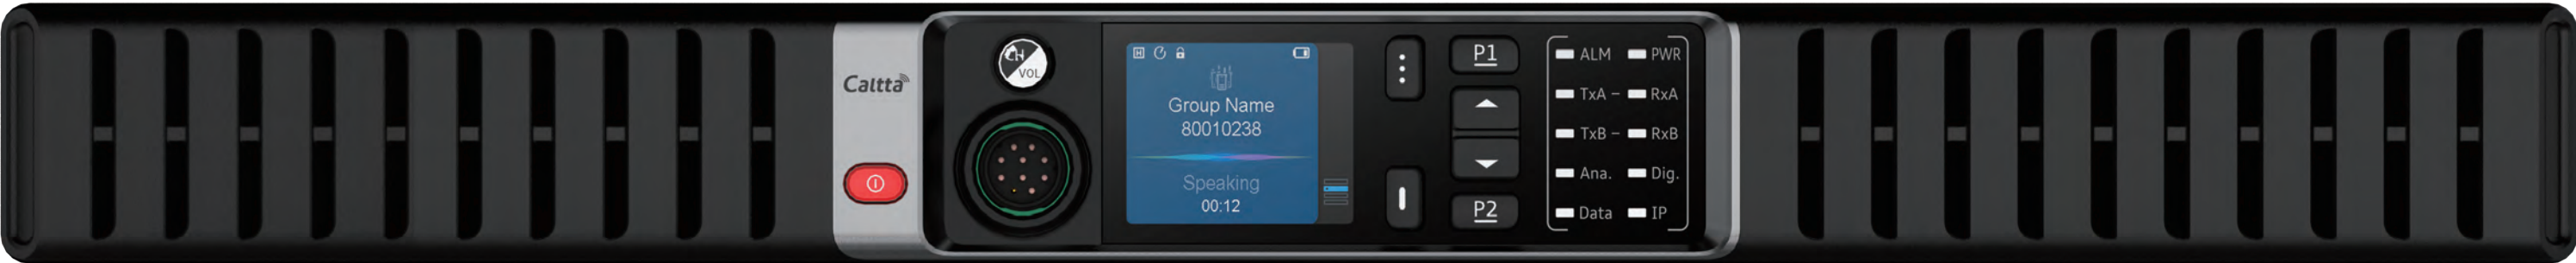 Caltta
CH
VOL
H
Group Name
80010238
Speaking
00:12
P1
P2
ALM PWR
TxA – RxA
TxB – RxB
Ana. Dig.
Data IP